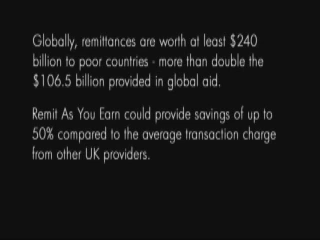 Globally, remittances are worth at least $240
billion to poor countries - more than double the
$106.5 billion provided in global aid.
Remit As You Earn could provide savings of up to
50% compared to the average transaction charge
from other UK providers.